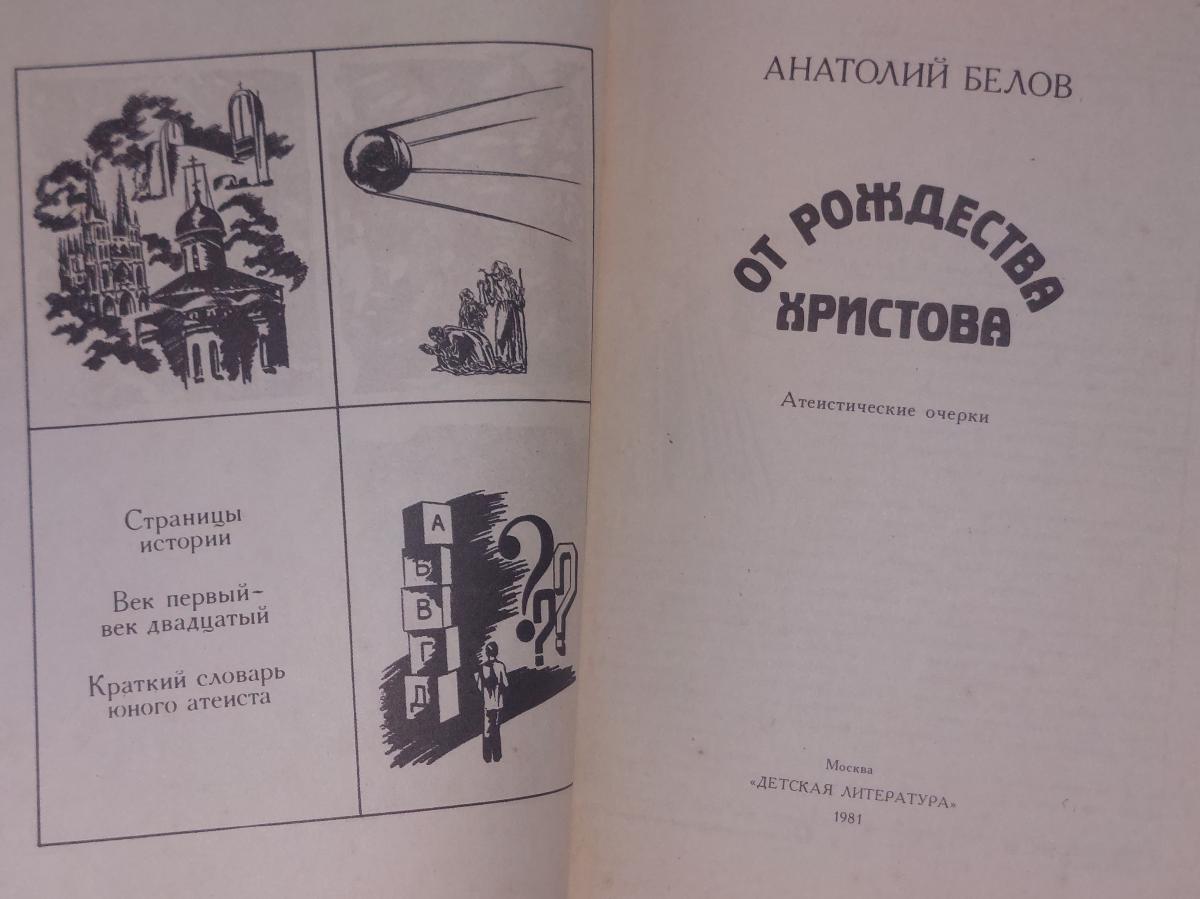 Страницы
истории
Век первый-
век двадцатый
Краткий словарь
юного атеиста
А
Б
В
Г
Д
???
АНАТОЛИЙ БЕЛОВ
ОТ РОЖДЕСТВА
ХРИСТОВА
Атеистические очерки
Москва
«ДЕТСКАЯ ЛИТЕРАТУРА»
1981